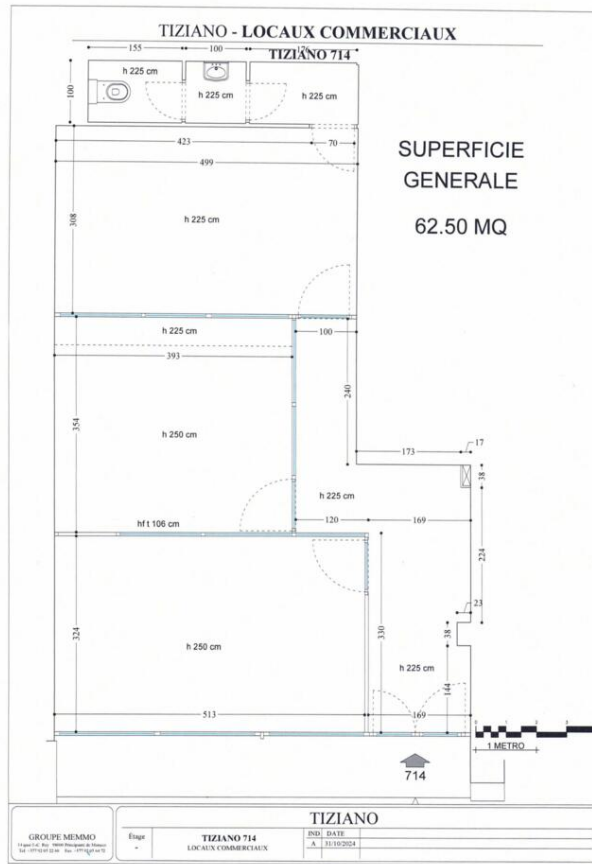 TIZIANO - LOCAUX COMMERCIAUX
TIZIANO 714
155
100
176
h 225 cm
h 225 cm
h 225 cm
100
423
70
499
SUPERFICIE
GENERALE
62.50 MQ
308
h 225 cm
h 225 cm
100
393
240
354
h 250 cm
173
17
38
h 225 cm
120
169
hf t 106 cm
224
23
324
h 250 cm
330
38
h 225 cm
144
513
169
1 METRO
714
TIZIANO
GROUPE MEMMO
Étage
-
TIZIANO 714
LOCAUX COMMERCIAUX
IND.
DATE
A
31/10/2024